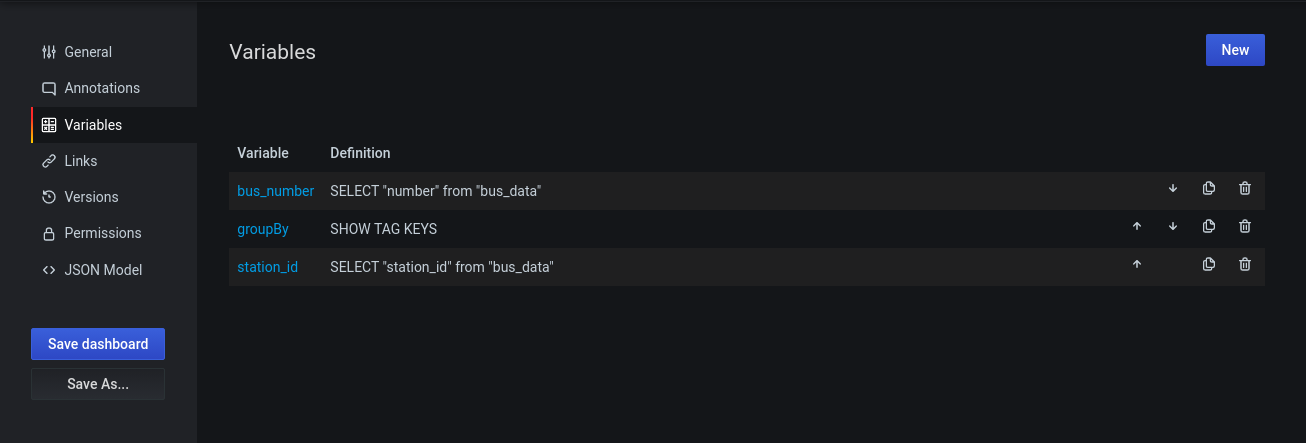 General
Annotations
Variables
Links
Versions
Permissions
JSON Model
Save dashboard
Save As...
Variables
New
Variable Definition
bus_number SELECT "number" from "bus_data"
groupBy SHOW TAG KEYS
station_id SELECT "station_id" from "bus_data"